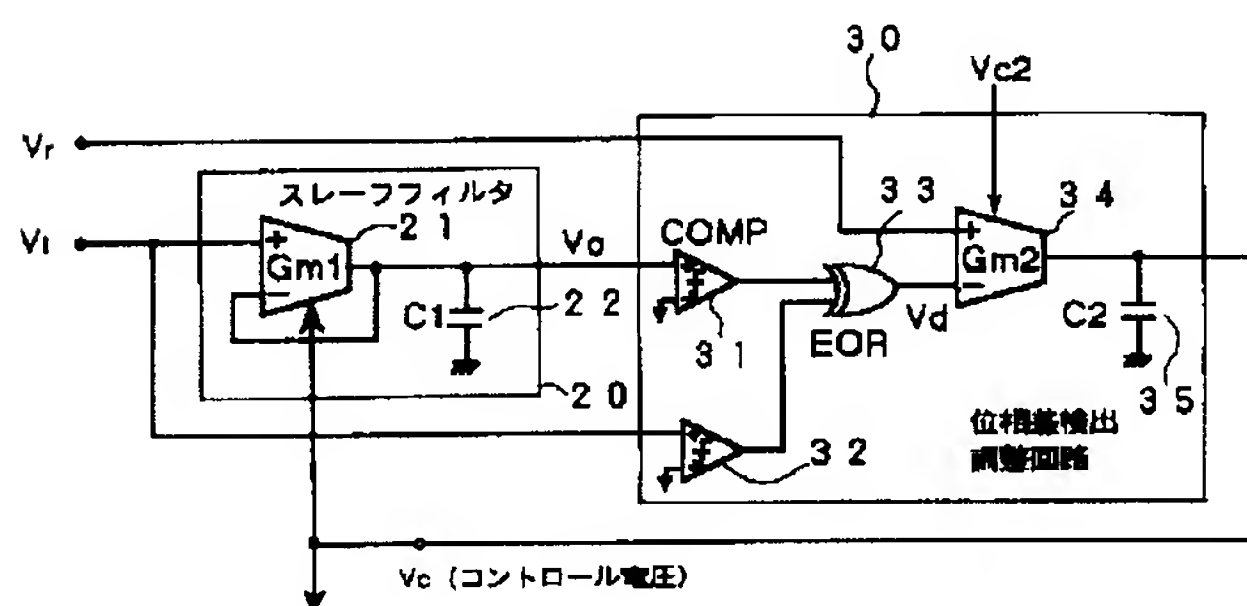 30
Vc2
Vr
スレーブフィルタ
21
33
34
Vi
+
Gm1
−
Vo
COMP
+
Gm2
−
C1
22
31
EOR
Vd
C2
20
32
35
位相差検出
調整回路
Vc (コントロール電圧)